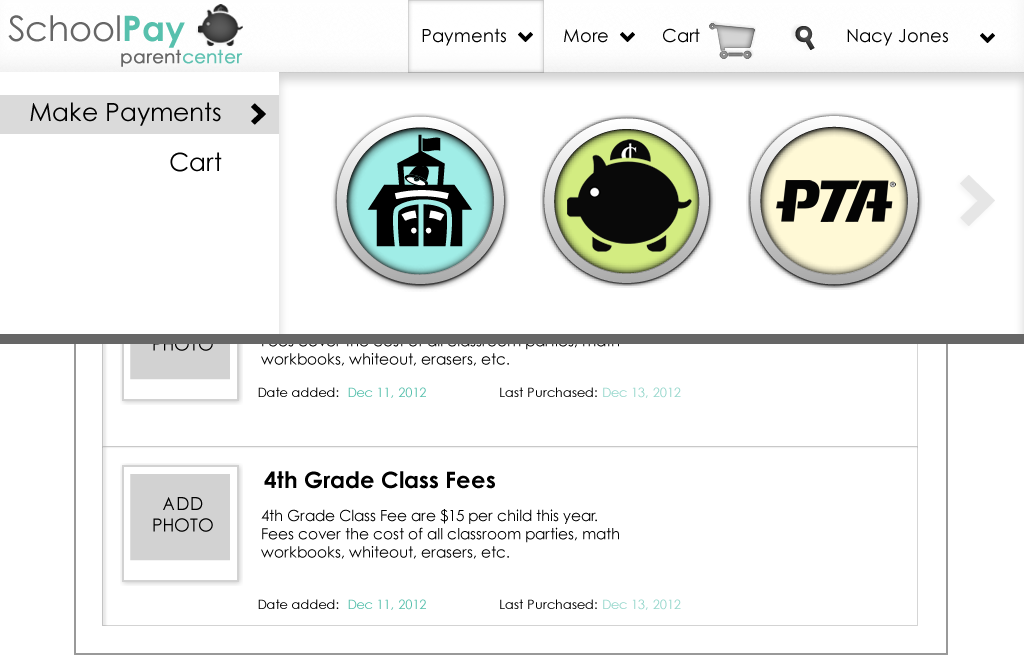 SchoolPay
parentcenter
Payments
More
Cart
Nacy Jones
Make Payments
Cart
¢
PTA®
PHOTO
Fees cover the cost of all classroom parties, math
workbooks, whiteout, erasers, etc.
Date added: Dec 11, 2012
Last Purchased: Dec 13, 2012
ADD
PHOTO
4th Grade Class Fees
4th Grade Class Fee are $15 per child this year.
Fees cover the cost of all classroom parties, math
workbooks, whiteout, erasers, etc.
Date added: Dec 11, 2012
Last Purchased: Dec 13, 2012